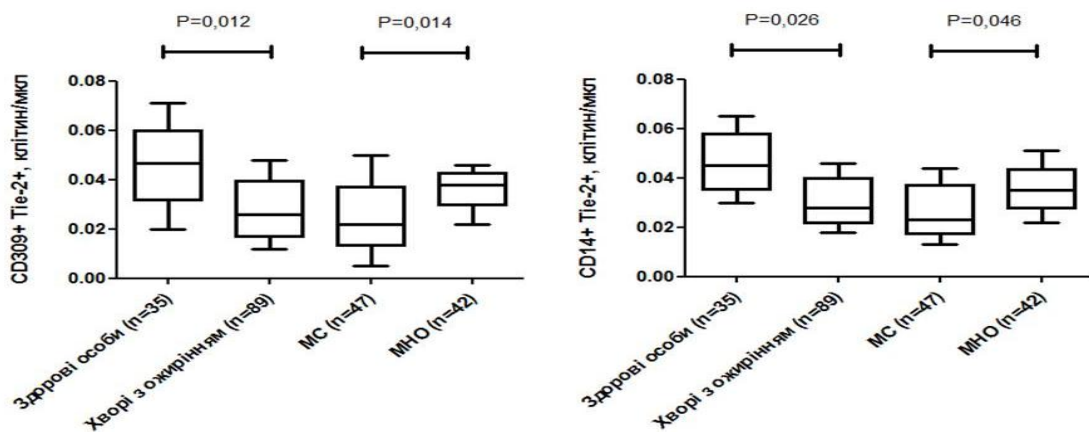 P=0,012
P=0,014
CD309+ Tie-2+, клітин/мкл
0.08
0.06
0.04
0.02
0.00
Здорові особи (n=35)
Хворі з ожирінням (n=89)
МС (n=47)
МНО (n=42)
P=0,026
P=0,046
CD14+ Tie-2+, клітин/мкл
0.08
0.06
0.04
0.02
0.00
Здорові особи (n=35)
Хворі з ожирінням (n=89)
МС (n=47)
МНО (n=42)